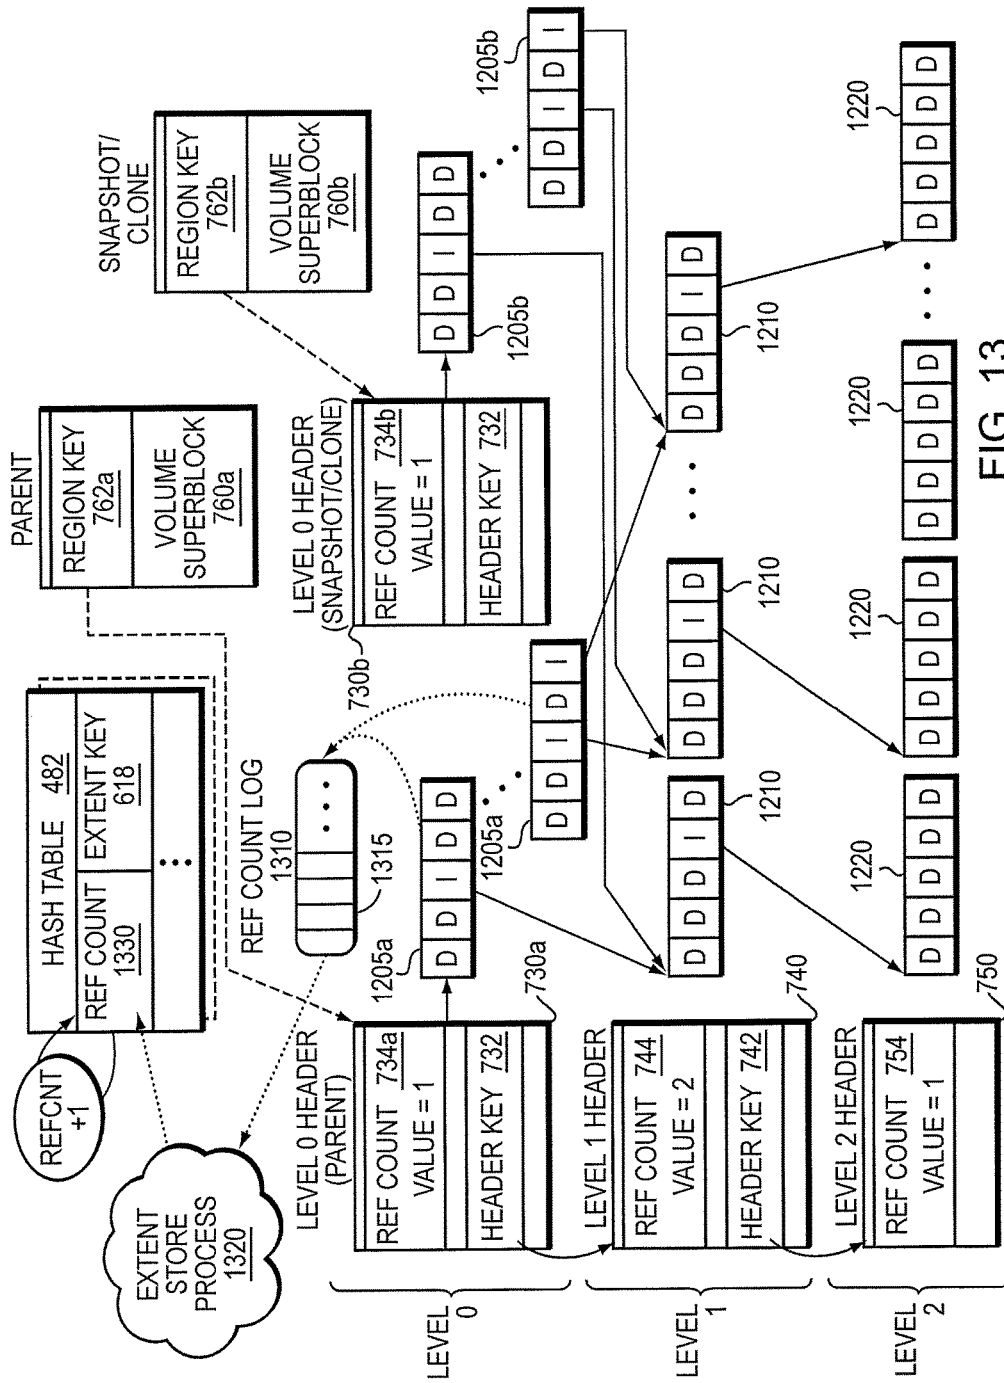 HASH TABLE 482
REF COUNT
1330
EXTENT KEY
618
REFCNT
+1
EXTENT
STORE
PROCESS
1320
REF COUNT LOG
1310
1315
PARENT
REGION KEY
762a
VOLUME
SUPERBLOCK
760a
SNAPSHOT/
CLONE
REGION KEY
762b
VOLUME
SUPERBLOCK
760b
LEVEL 0
LEVEL 0 HEADER
(PARENT)
REF COUNT 734a
VALUE = 1
HEADER KEY 732
730a
1205a
D D I D D
1205a
D D I D I
LEVEL 0 HEADER
(SNAPSHOT/CLONE)
730b
REF COUNT 734b
VALUE = 1
HEADER KEY 732
1205b
D D I D D
1205b
D D I D I
LEVEL 1
LEVEL 1 HEADER
REF COUNT 744
VALUE = 2
HEADER KEY 742
740
D D D I D
1210
D D D I D
1210
D D D I D
1210
LEVEL 2
LEVEL 2 HEADER
REF COUNT 754
VALUE = 1
750
D D D D D
1220
D D D D D
1220
D D D D D
1220
D D D D D
1220
FIG. 13